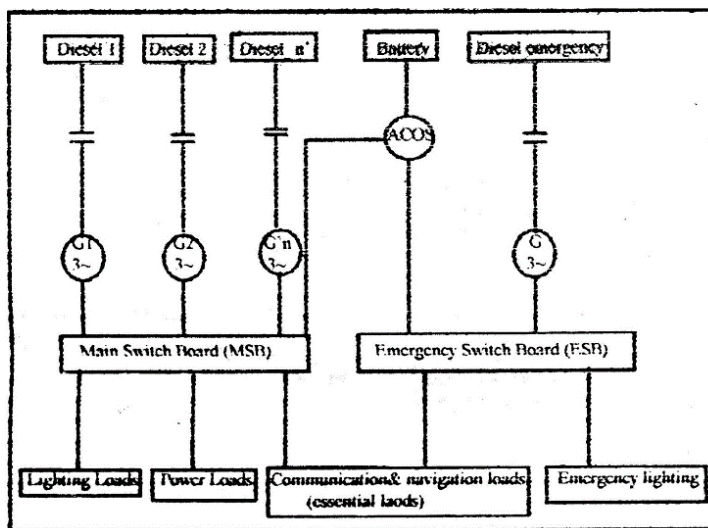 Diesel 1
Diesel 2
Diesel `n'
Battery
Diesel emergency
ACOS
G1
3~
G2
3~
G`n
3~
G
3~
Main Switch Board (MSB)
Emergency Switch Board (ESB)
Lighting Loads
Power Loads
Communication& navigation loads
(essential laods)
Emergency lighting